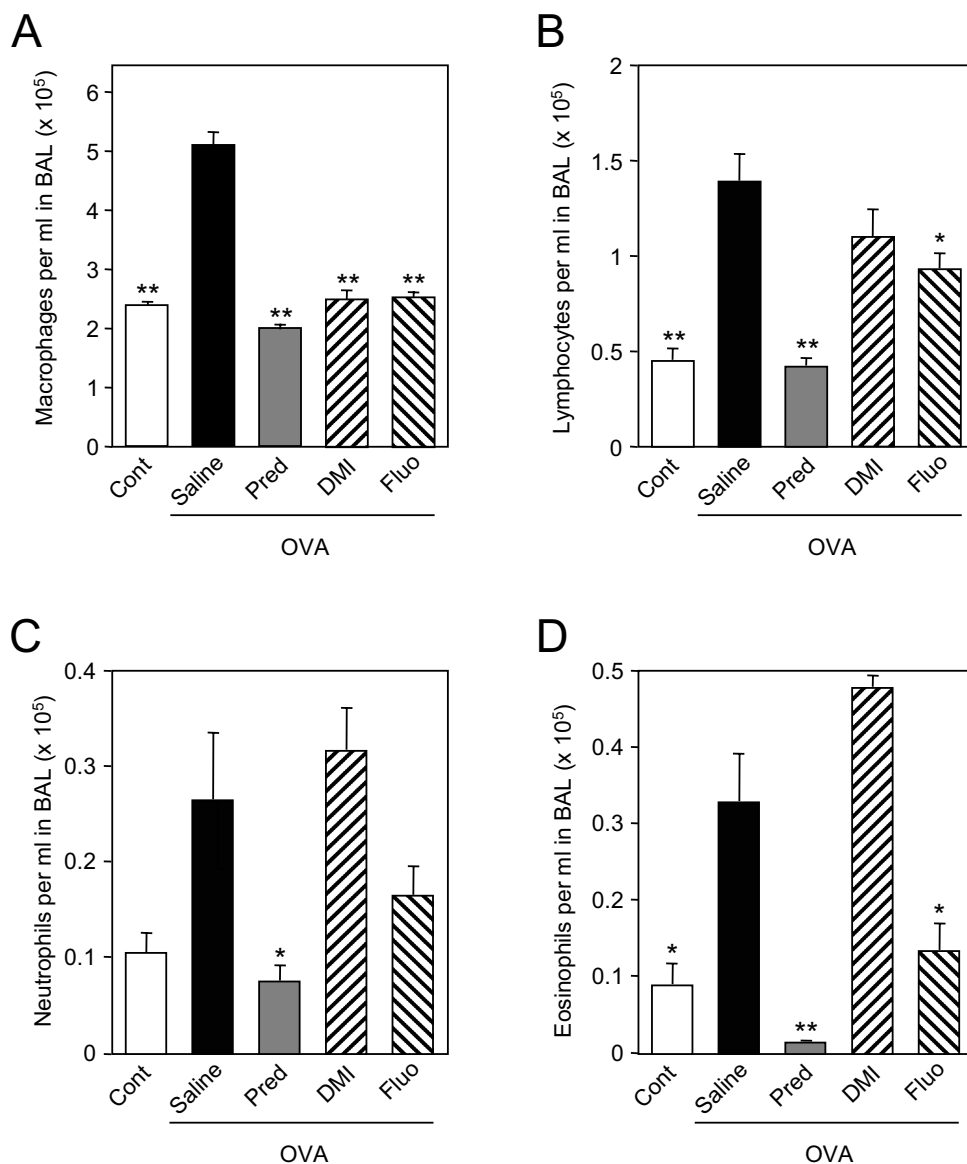 A
Macrophages per ml in BAL (x 10⁵)
6
5
4
3
2
1
0
**
**
**
**
Cont
Saline
Pred
DMI
Fluo
OVA
B
Lymphocytes per ml in BAL (x 10⁵)
2
1.5
1
0.5
0
**
**
*
Cont
Saline
Pred
DMI
Fluo
OVA
C
Neutrophils per ml in BAL (x 10⁵)
0.4
0.3
0.2
0.1
0
*
Cont
Saline
Pred
DMI
Fluo
OVA
D
Eosinophils per ml in BAL (x 10⁵)
0.5
0.4
0.3
0.2
0.1
0
*
**
*
Cont
Saline
Pred
DMI
Fluo
OVA